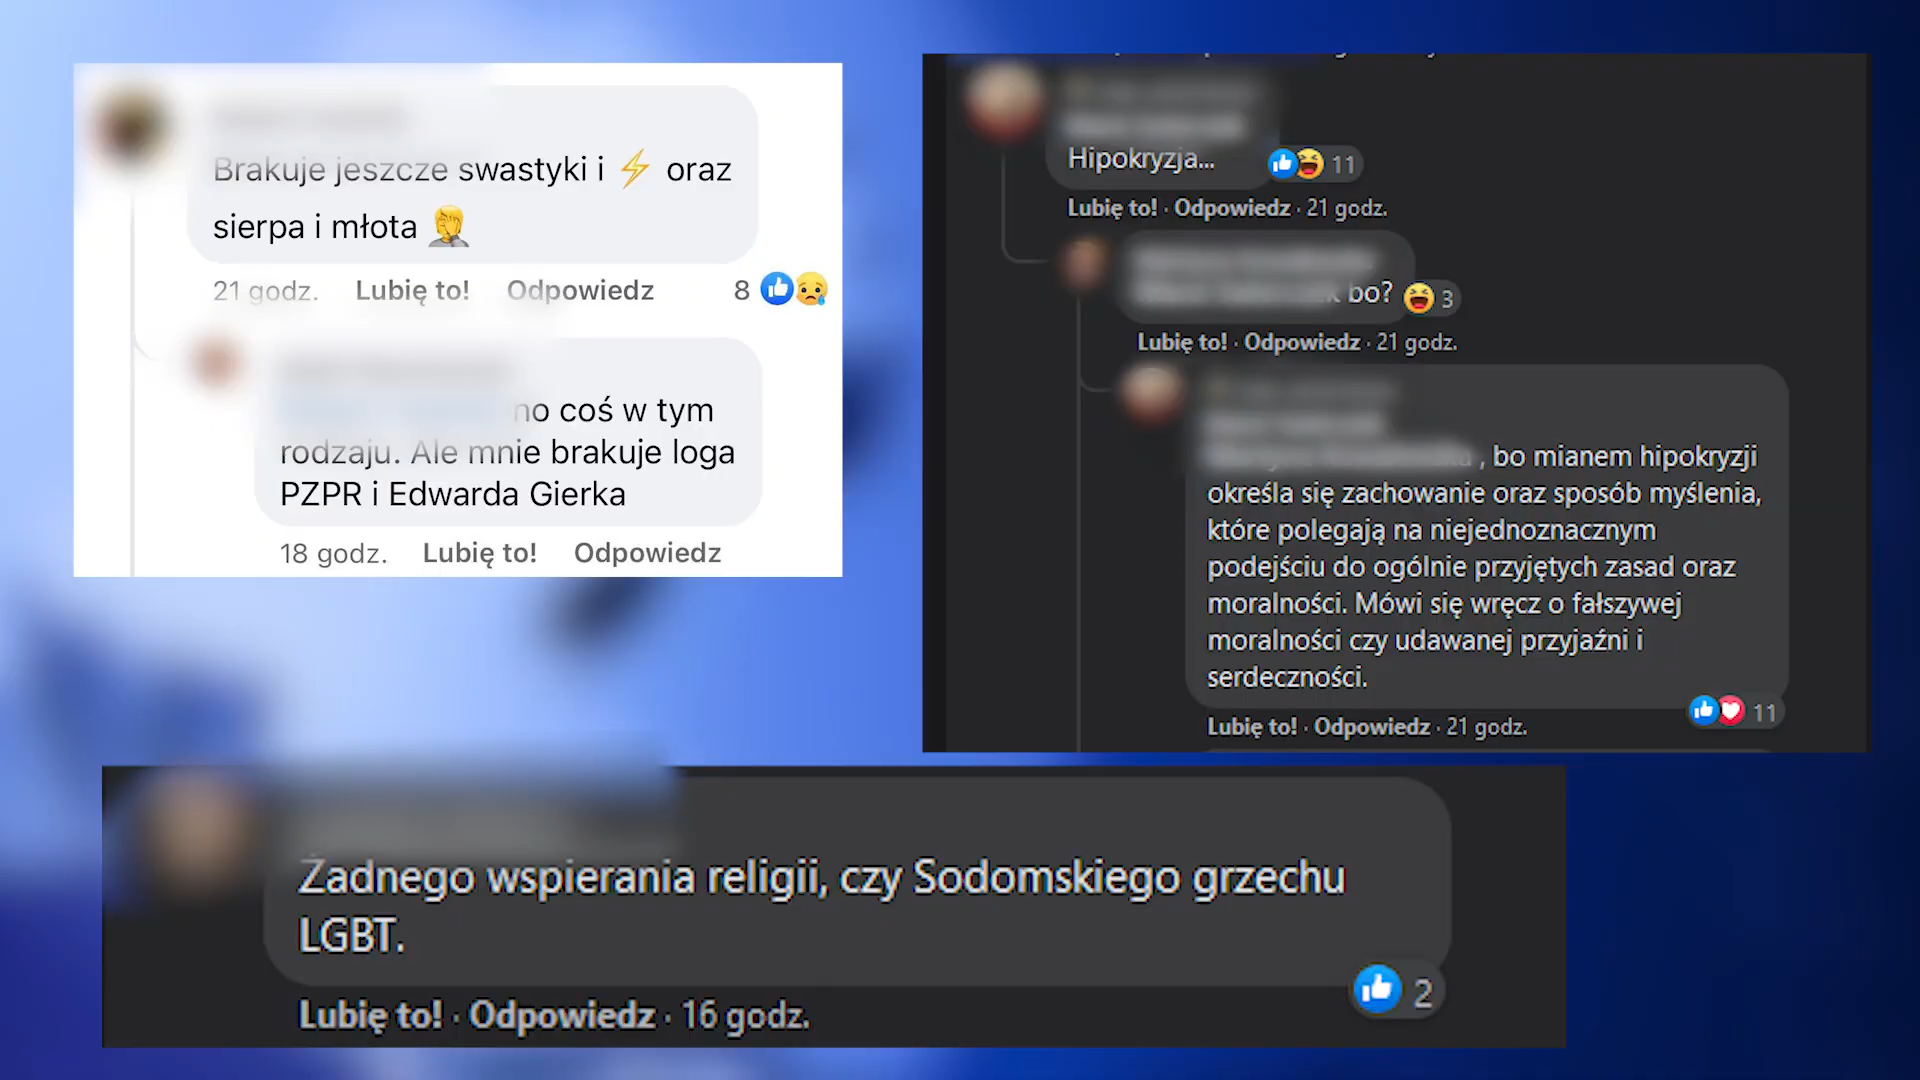 Brakuje jeszcze swastyki i ⚡ oraz
sierpa i młota 🤦
21 godz. Lubię to! Odpowiedz 8
no coś w tym
rodzaju. Ale mnie brakuje loga
PZPR i Edwarda Gierka
18 godz. Lubię to! Odpowiedz
Hipokryzja... 11
Lubię to! · Odpowiedz · 21 godz.
bo? 3
Lubię to! · Odpowiedz · 21 godz.
, bo mianem hipokryzji
określa się zachowanie oraz sposób myślenia,
które polegają na niejednoznacznym
podejściu do ogólnie przyjętych zasad oraz
moralności. Mówi się wręcz o fałszywej
moralności czy udawanej przyjaźni i
serdeczności.
11
Lubię to! · Odpowiedz · 21 godz.
Żadnego wspierania religii, czy Sodomskiego grzechu
LGBT.
2
Lubię to! · Odpowiedz · 16 godz.